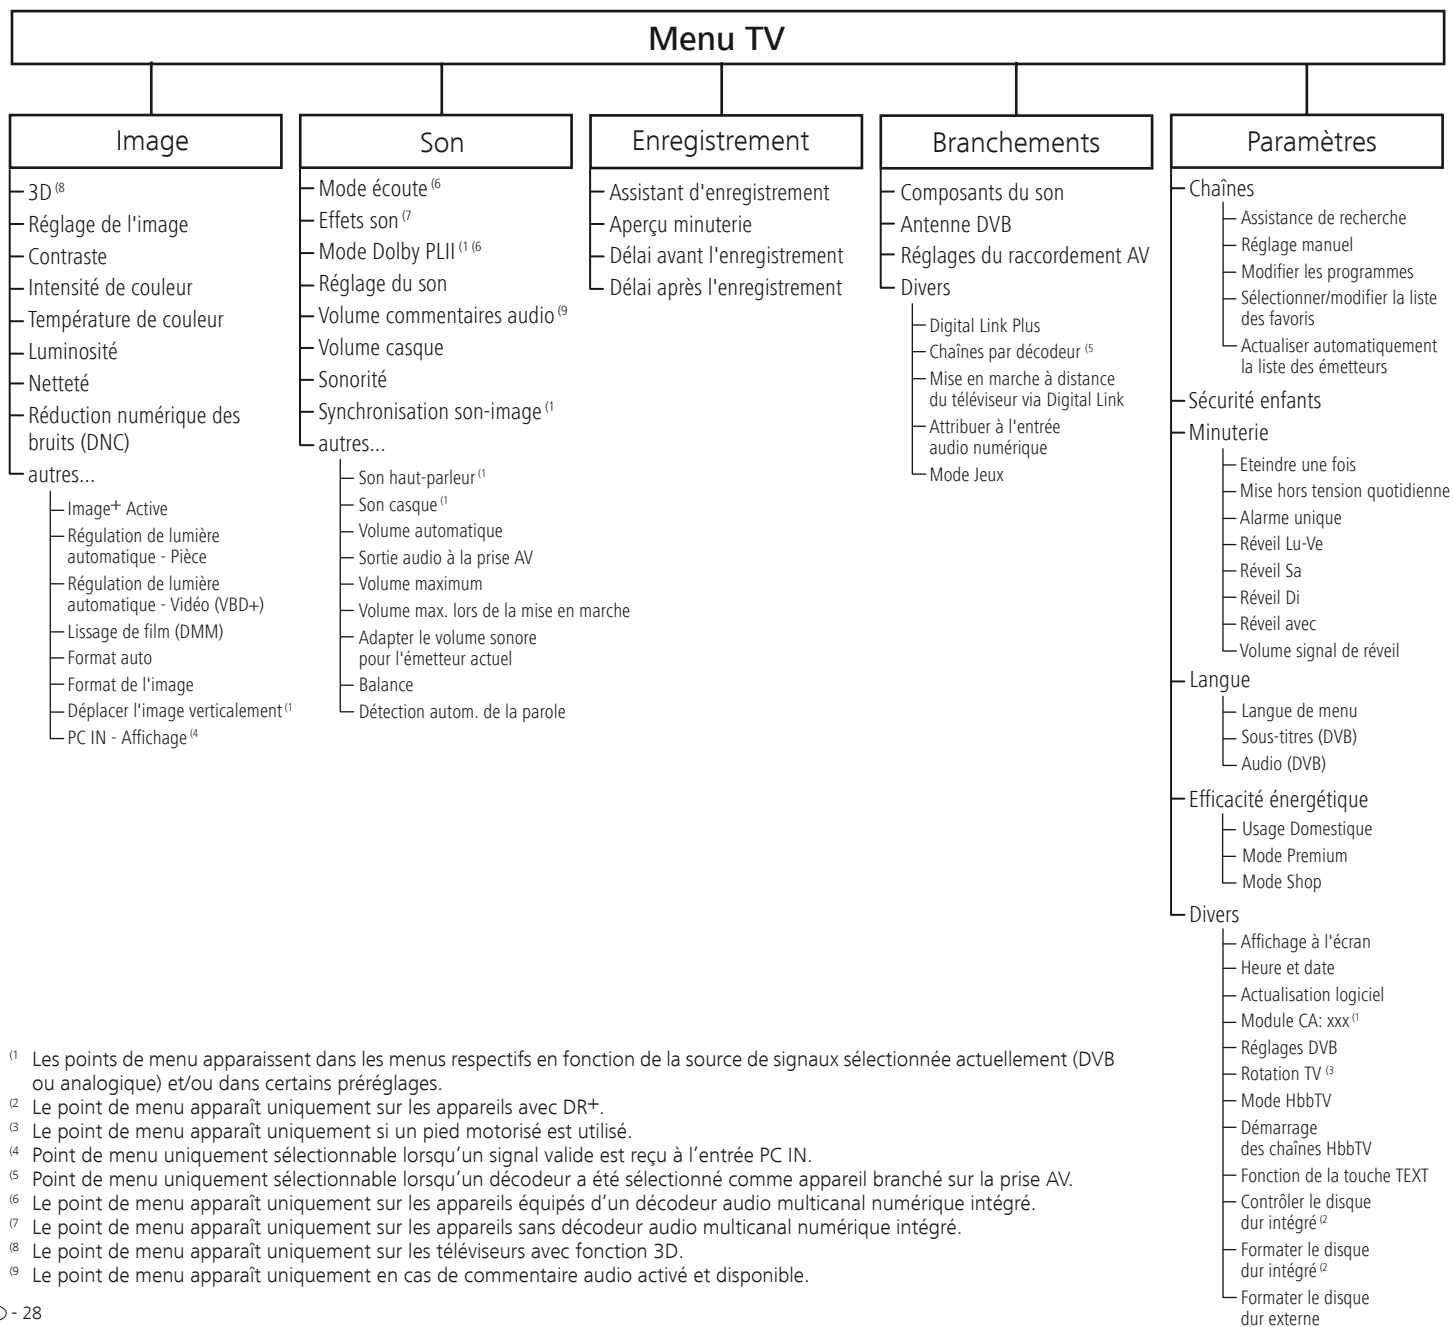 Menu TV
Image
3D (8
Réglage de l'image
Contraste
Intensité de couleur
Température de couleur
Luminosité
Netteté
Réduction numérique des
bruits (DNC)
autres...
Image+ Active
Régulation de lumière
automatique - Pièce
Régulation de lumière
automatique - Vidéo (VBD+)
Lissage de film (DMM)
Format auto
Format de l'image
Déplacer l'image verticalement (1
PC IN - Affichage (4
Son
Mode écoute (6
Effets son (7
Mode Dolby PLII (1 (6
Réglage du son
Volume commentaires audio (9
Volume casque
Sonorité
Synchronisation son-image (1
autres...
Son haut-parleur (1
Son casque (1
Volume automatique
Sortie audio à la prise AV
Volume maximum
Volume max. lors de la mise en marche
Adapter le volume sonore
pour l'émetteur actuel
Balance
Détection autom. de la parole
Enregistrement
Assistant d'enregistrement
Aperçu minuterie
Délai avant l'enregistrement
Délai après l'enregistrement
Branchements
Composants du son
Antenne DVB
Réglages du raccordement AV
Divers
Digital Link Plus
Chaînes par décodeur (5
Mise en marche à distance
du téléviseur via Digital Link
Attribuer à l'entrée
audio numérique
Mode Jeux
Paramètres
Chaînes
Assistance de recherche
Réglage manuel
Modifier les programmes
Sélectionner/modifier la liste
des favoris
Actualiser automatiquement
la liste des émetteurs
Sécurité enfants
Minuterie
Eteindre une fois
Mise hors tension quotidienne
Alarme unique
Réveil Lu-Ve
Réveil Sa
Réveil Di
Réveil avec
Volume signal de réveil
Langue
Langue de menu
Sous-titres (DVB)
Audio (DVB)
Efficacité énergétique
Usage Domestique
Mode Premium
Mode Shop
Divers
Affichage à l'écran
Heure et date
Actualisation logiciel
Module CA: xxx (1
Réglages DVB
Rotation TV (3
Mode HbbTV
Démarrage
des chaînes HbbTV
Fonction de la touche TEXT
Contrôler le disque
dur intégré (2
Formater le disque
dur intégré (2
Formater le disque
dur externe
(1 Les points de menu apparaissent dans les menus respectifs en fonction de la source de signaux sélectionnée actuellement (DVB
ou analogique) et/ou dans certains préréglages.
(2 Le point de menu apparaît uniquement sur les appareils avec DR+.
(3 Le point de menu apparaît uniquement si un pied motorisé est utilisé.
(4 Point de menu uniquement sélectionnable lorsqu’un signal valide est reçu à l’entrée PC IN.
(5 Point de menu uniquement sélectionnable lorsqu’un décodeur a été sélectionné comme appareil branché sur la prise AV.
(6 Le point de menu apparaît uniquement sur les appareils équipés d’un décodeur audio multicanal numérique intégré.
(7 Le point de menu apparaît uniquement sur les appareils sans décodeur audio multicanal numérique intégré.
(8 Le point de menu apparaît uniquement sur les téléviseurs avec fonction 3D.
(9 Le point de menu apparaît uniquement en cas de commentaire audio activé et disponible.
- 28